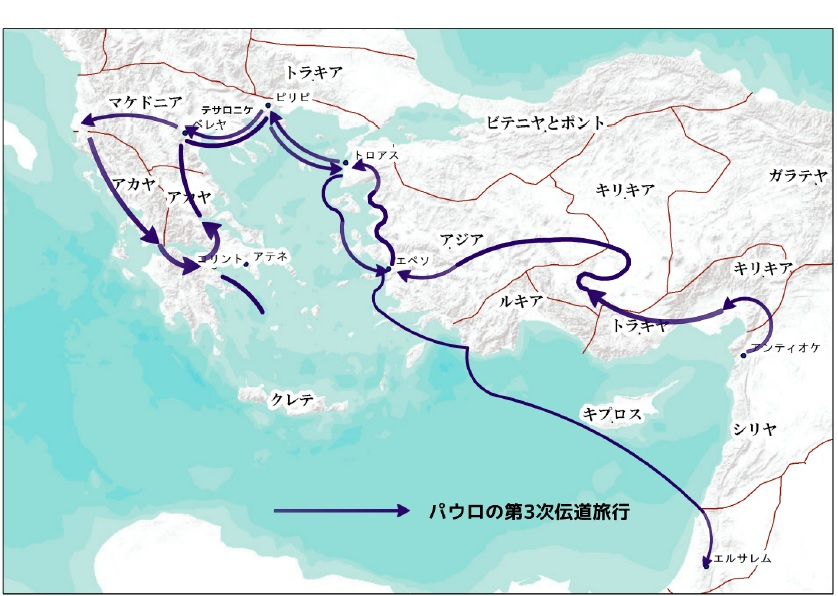 トラキア
マケドニア
テサロニケ
ピリピ
ベレヤ
ビテニヤとポント
トロアス
アカヤ
アカヤ
キリキア
ガラテヤ
コリント
アテネ
エペソ
アジア
キリキア
ルキア
トラキヤ
アンティオケ
クレテ
キプロス
シリヤ
パウロの第3次伝道旅行
エルサレム